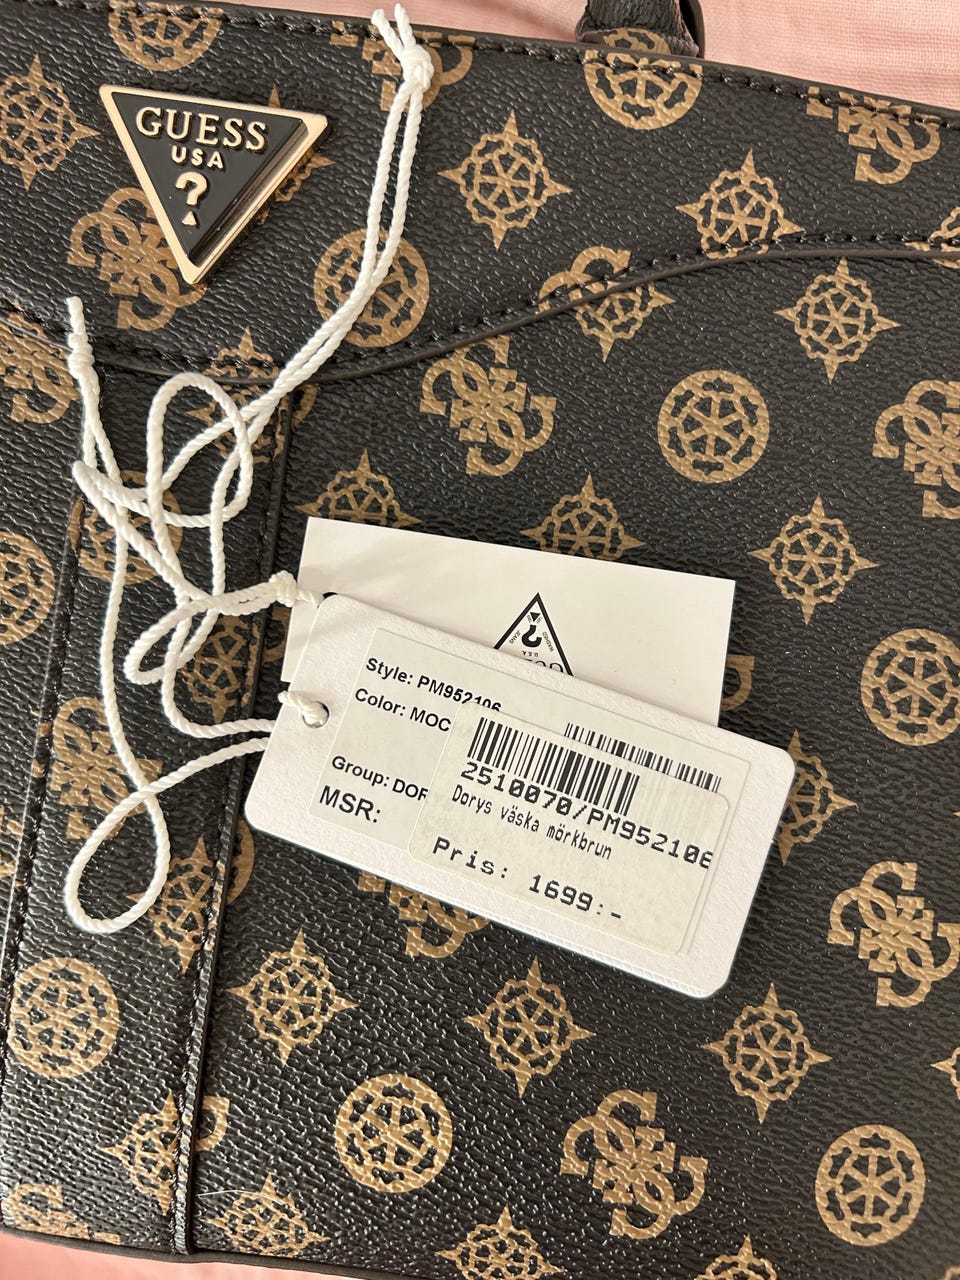 GUESS
USA
?
?
U.S.A.
Style: PM952106
Color: MOC
Group: DOR
MSR:
2510070/PM952106
Dorys väska mörkbrun
Pris: 1699:-